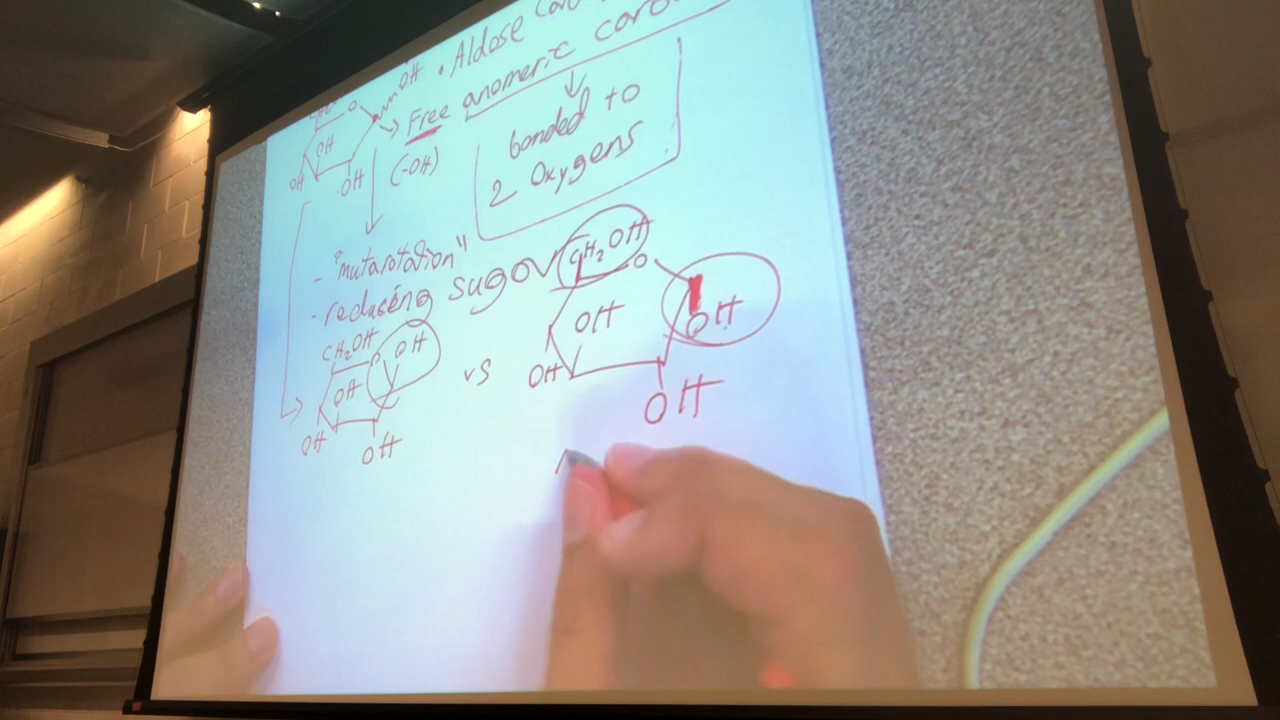 OH . Aldose
O
→ Free anomeric
OH
(-OH)
OH
OH
bonded to
2 Oxygens
- "mutarotation"
- reducing sugar
CH₂OH
O
OH
OH
OH
OH
vs
CH₂OH
O
OH
OH
OH
OH